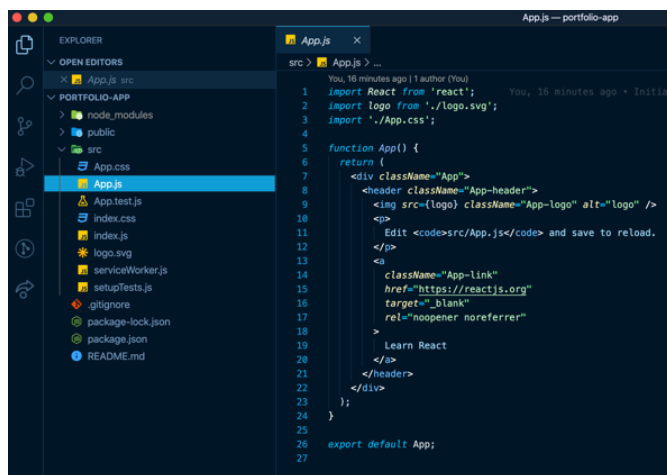 App.js — portfolio-app
EXPLORER
OPEN EDITORS
App.js src
PORTFOLIO-APP
node_modules
public
src
App.css
App.js
App.test.js
index.css
index.js
logo.svg
serviceWorker.js
setupTests.js
.gitignore
package-lock.json
package.json
README.md
App.js
src > App.js > ...
You, 16 minutes ago | 1 author (You)
1 import React from 'react'; You, 16 minutes ago • Initia
2 import logo from './logo.svg';
3 import './App.css';
4
5 function App() {
6 return (
7 <div className="App">
8 <header className="App-header">
9 <img src={logo} className="App-logo" alt="logo" />
10 <p>
11 Edit <code>src/App.js</code> and save to reload.
12 </p>
13 <a
14 className="App-link"
15 href="https://reactjs.org"
16 target="_blank"
17 rel="noopener noreferrer"
18 >
19 Learn React
20 </a>
21 </header>
22 </div>
23 );
24 }
25
26 export default App;
27